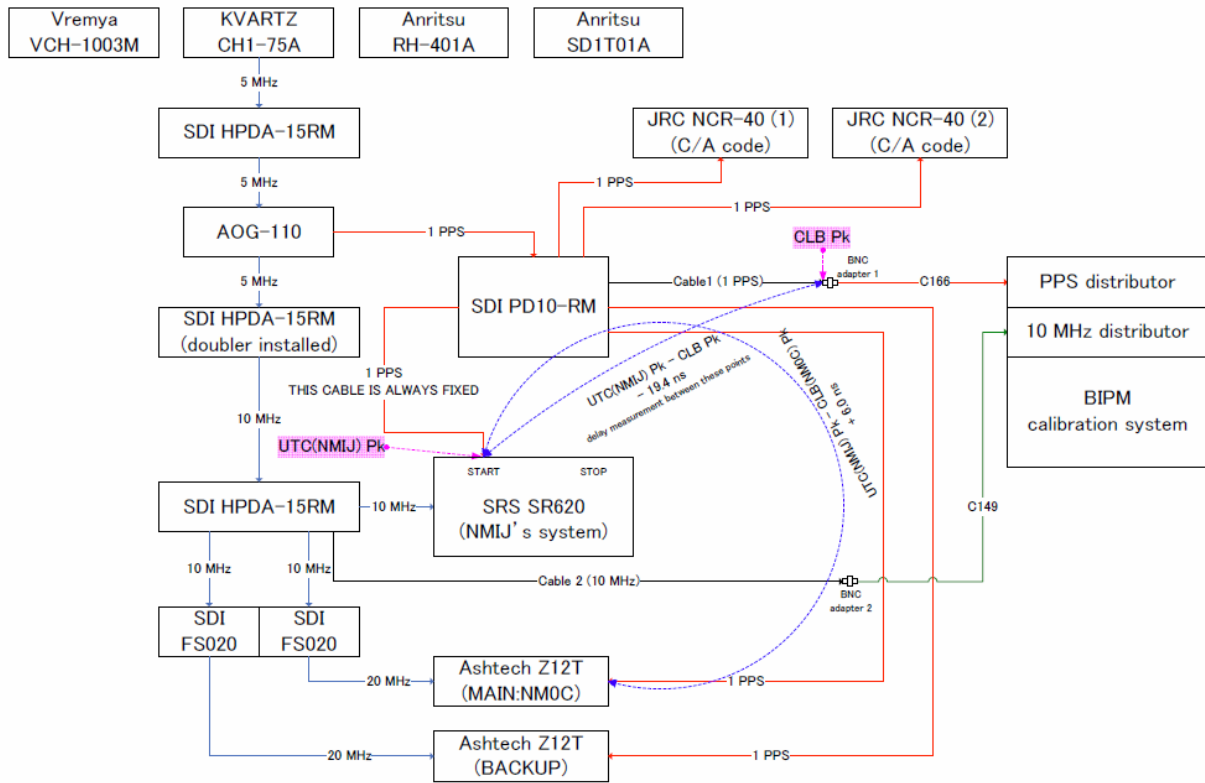 Vremya
VCH-1003M
KVARTZ
CH1-75A
Anritsu
RH-401A
Anritsu
SD1T01A
5 MHz
SDI HPDA-15RM
JRC NCR-40 (1)
(C/A code)
JRC NCR-40 (2)
(C/A code)
5 MHz
1 PPS
1 PPS
AOG-110
1 PPS
CLB Pk
BNC
adapter 1
5 MHz
SDI PD10-RM
Cable1 (1 PPS)
C166
PPS distributor
SDI HPDA-15RM
(doubler installed)
10 MHz distributor
1 PPS
THIS CABLE IS ALWAYS FIXED
UTC(NMIJ) Pk - CLB Pk
- 19.4 ns
delay measurement between these points
UTC(NMIJ) Pk - CLB(NM0C) Pk
+ 6.0 ns
BIPM
calibration system
10 MHz
UTC(NMIJ) Pk
START
STOP
SDI HPDA-15RM
10 MHz
SRS SR620
(NMIJ's system)
C149
10 MHz
10 MHz
Cable 2 (10 MHz)
BNC
adapter 2
SDI
FS020
SDI
FS020
20 MHz
Ashtech Z12T
(MAIN:NM0C)
1 PPS
20 MHz
Ashtech Z12T
(BACKUP)
1 PPS